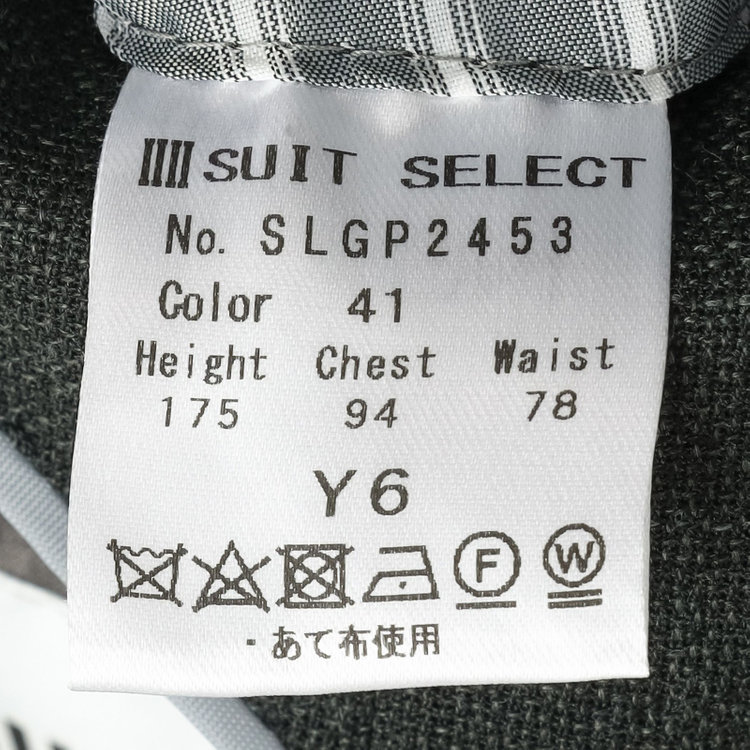 SUIT SELECT
No. SLGP2453
Color 41
Height Chest Waist
175 94 78
Y6
F W
・あて布使用